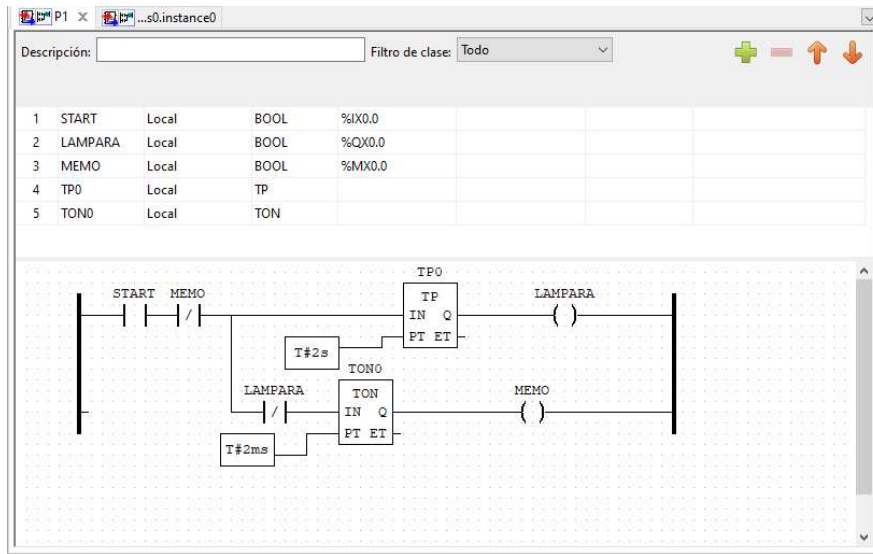 P1 ...s0.instance0
Descripción: Filtro de clase: Todo
1 START Local BOOL %IX0.0
2 LAMPARA Local BOOL %QX0.0
3 MEMO Local BOOL %MX0.0
4 TP0 Local TP
5 TON0 Local TON
TP0
START MEMO TP LAMPARA
IN Q
PT ET
T#2s
TON0
LAMPARA TON MEMO
IN Q
PT ET
T#2ms